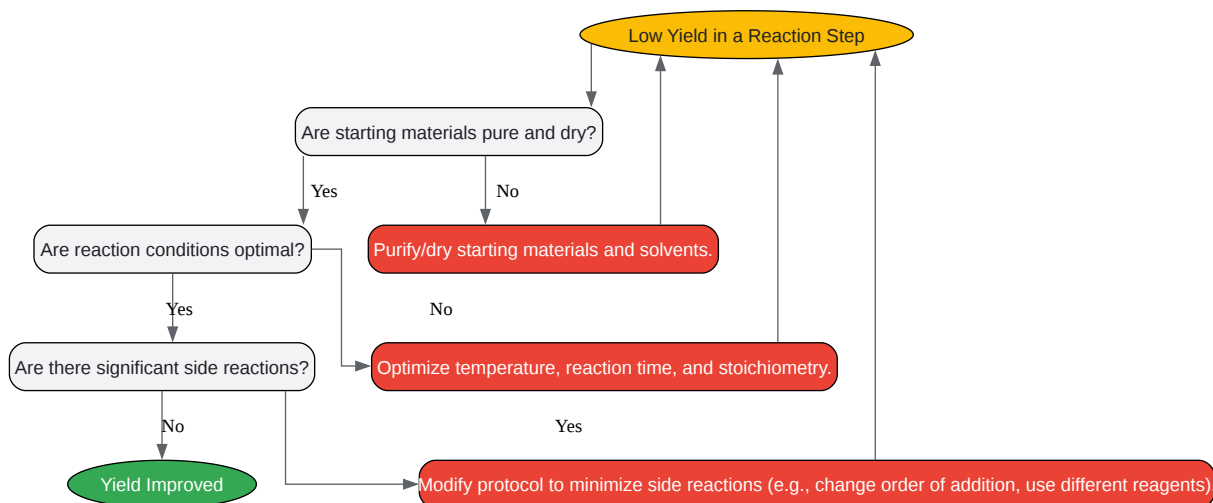 Low Yield in a Reaction Step
Are starting materials pure and dry?
Yes
No
Are reaction conditions optimal?
Purify/dry starting materials and solvents.
Yes
No
Are there significant side reactions?
Optimize temperature, reaction time, and stoichiometry.
No
Yes
Yield Improved
Modify protocol to minimize side reactions (e.g., change order of addition, use different reagents)